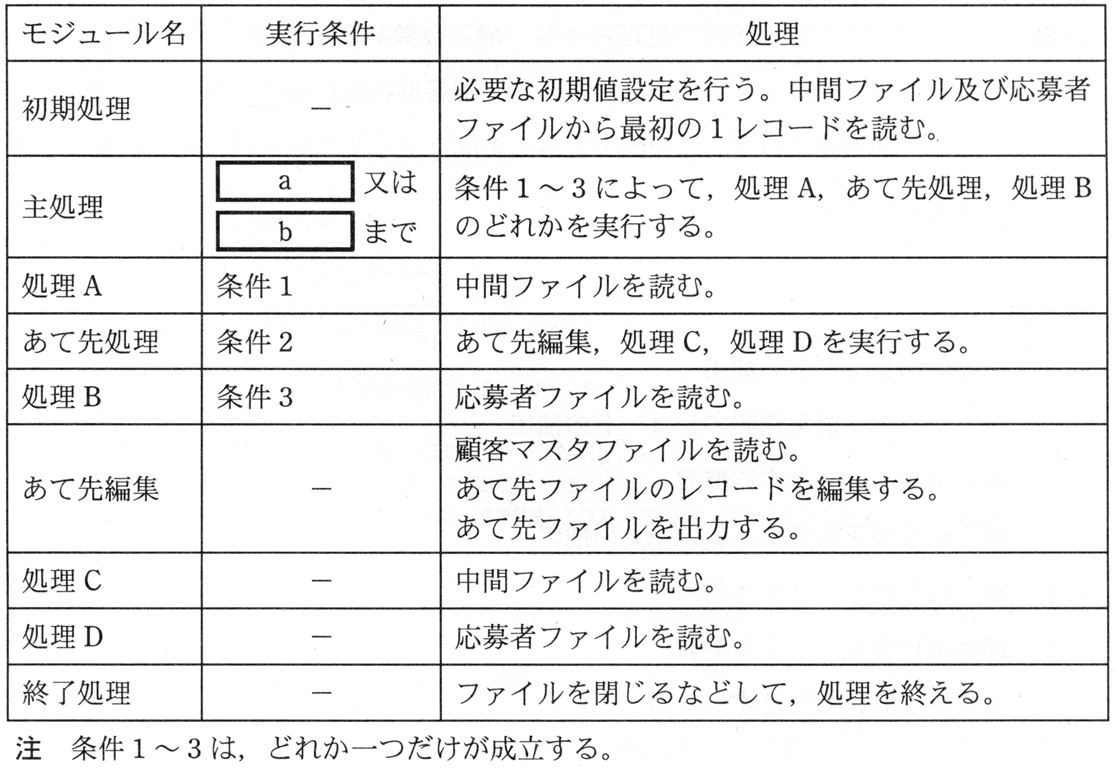 モジュール名 実行条件 処理
初期処理 － 必要な初期値設定を行う。中間ファイル及び応募者
ファイルから最初の１レコードを読む。
主処理 a 又は 条件１～３によって，処理 A，あて先処理，処理 B
b まで のどれかを実行する。
処理 A 条件１ 中間ファイルを読む。
あて先処理 条件２ あて先編集，処理 C，処理 D を実行する。
処理 B 条件３ 応募者ファイルを読む。
あて先編集 － 顧客マスタファイルを読む。
あて先ファイルのレコードを編集する。
あて先ファイルを出力する。
処理 C － 中間ファイルを読む。
処理 D － 応募者ファイルを読む。
終了処理 － ファイルを閉じるなどして，処理を終える。
注 条件１～３は，どれか一つだけが成立する。